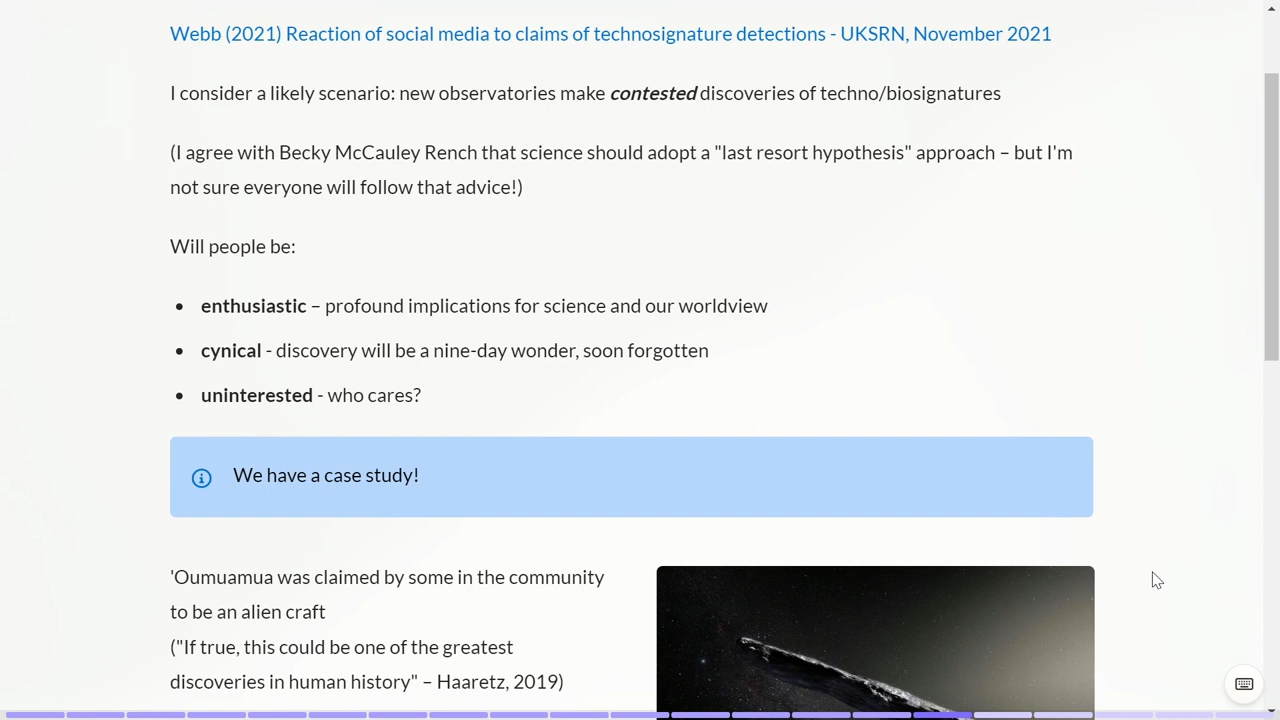 Webb (2021) Reaction of social media to claims of technosignature detections - UKSRN, November 2021
I consider a likely scenario: new observatories make contested discoveries of techno/biosignatures
(I agree with Becky McCauley Rench that science should adopt a "last resort hypothesis" approach – but I'm
not sure everyone will follow that advice!)
Will people be:
• enthusiastic – profound implications for science and our worldview
• cynical - discovery will be a nine-day wonder, soon forgotten
• uninterested - who cares?
We have a case study!
'Oumuamua was claimed by some in the community
to be an alien craft
("If true, this could be one of the greatest
discoveries in human history" – Haaretz, 2019)